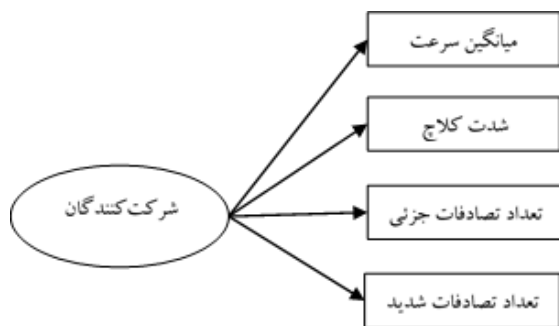 میانگین سرعت
شدت کلاچ
شرکت‌کنندگان
تعداد تصادفات جزئی
تعداد تصادفات شدید